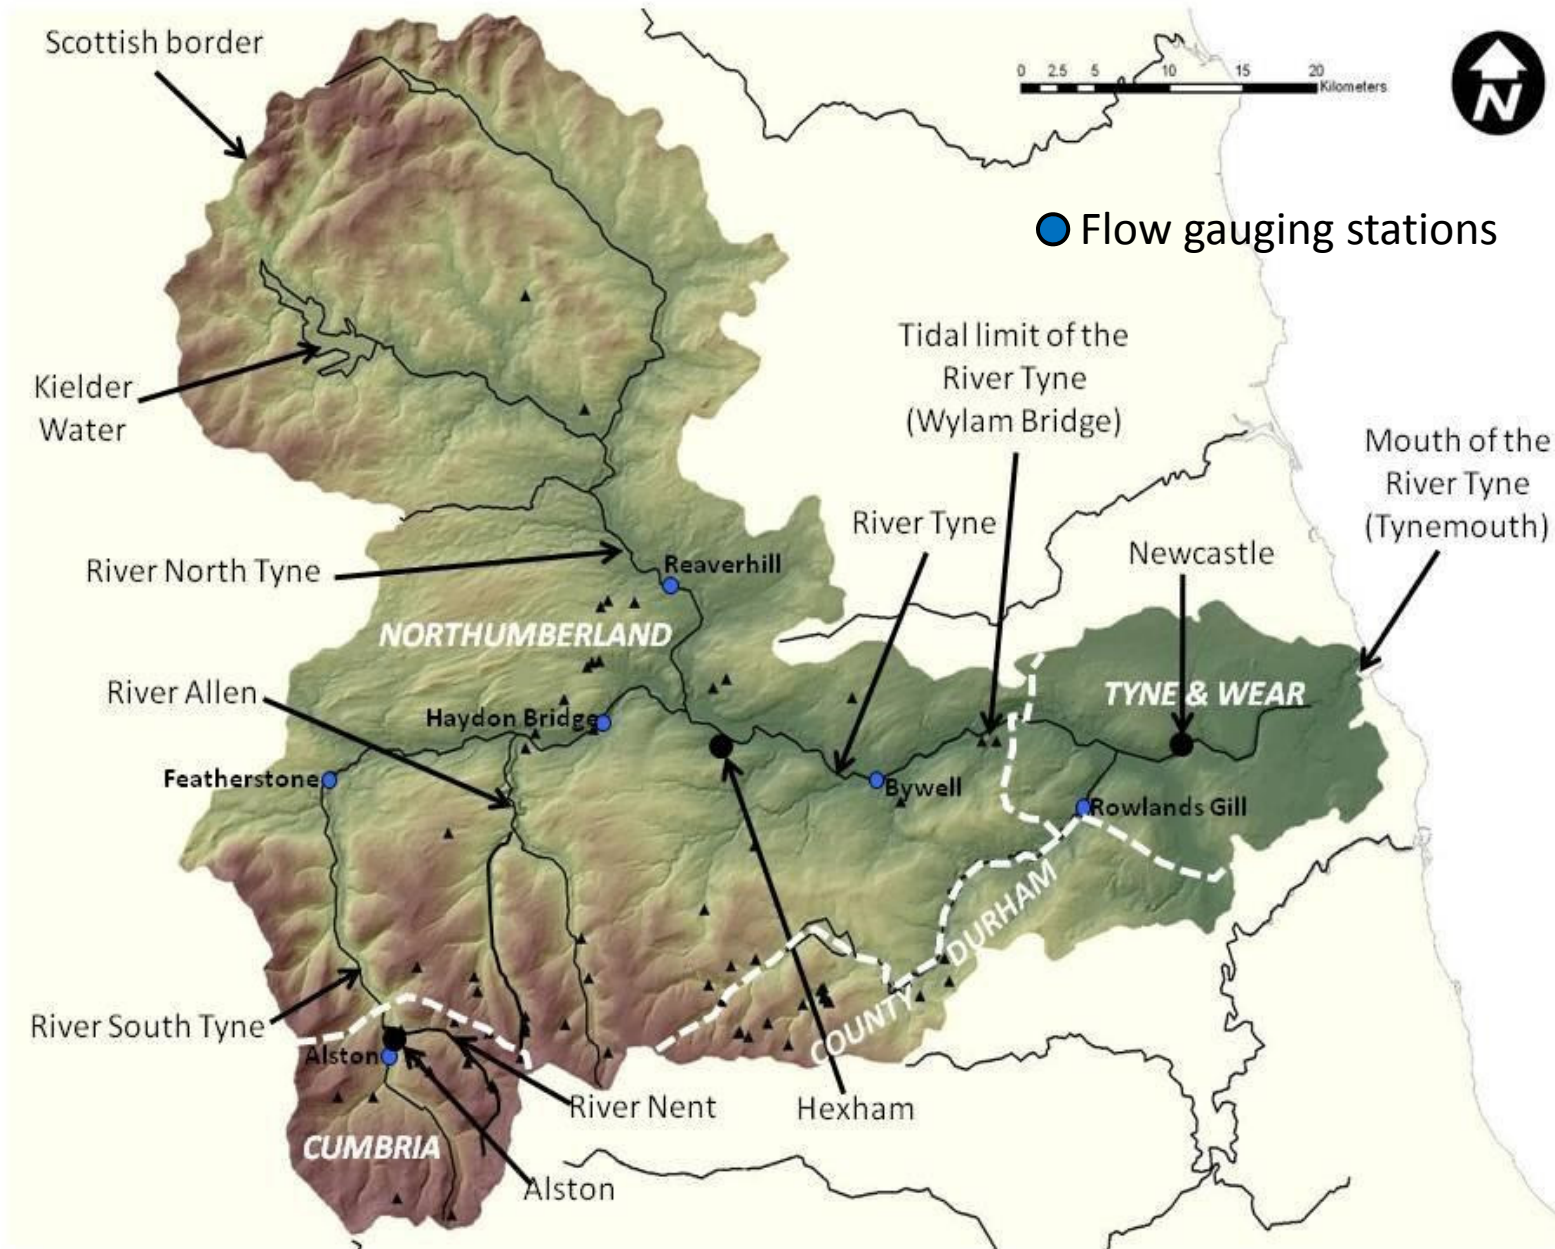 Scottish border
0 2.5 5 10 15 20
Kilometers
N
Flow gauging stations
Tidal limit of the
River Tyne
(Wylam Bridge)
Kielder
Water
Mouth of the
River Tyne
(Tynemouth)
River Tyne
Newcastle
River North Tyne
Reaverhill
NORTHUMBERLAND
River Allen
TYNE & WEAR
Haydon Bridge
Featherstone
Bywell
Rowlands Gill
COUNTY DURHAM
River South Tyne
Alston
River Nent
Hexham
CUMBRIA
Alston